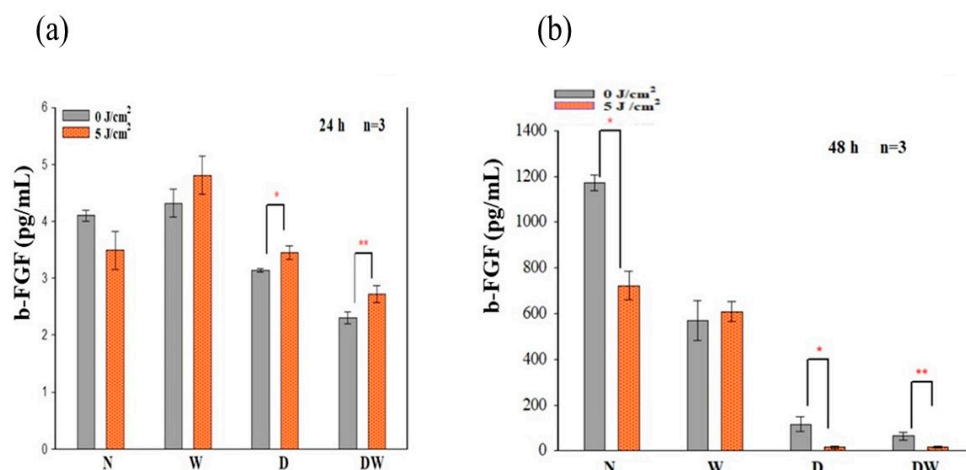 (a)
(b)
0 J/cm²
5 J/cm²
24 h n=3
b-FGF (pg/mL)
6
5
4
3
2
1
0
*
**
N W D DW
0 J/cm²
5 J/cm²
48 h n=3
b-FGF (pg/mL)
1400
1200
1000
800
600
400
200
0
*
*
**
N W D DW